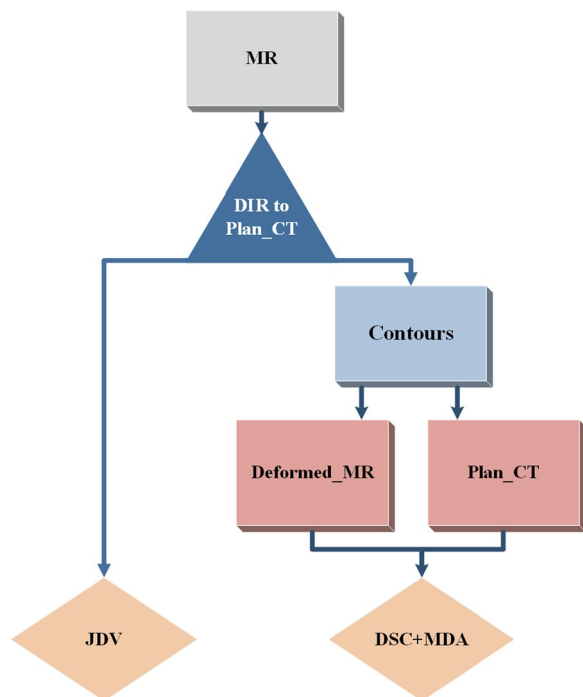 MR
DIR to
Plan_CT
Contours
Deformed_MR
Plan_CT
JDV
DSC+MDA